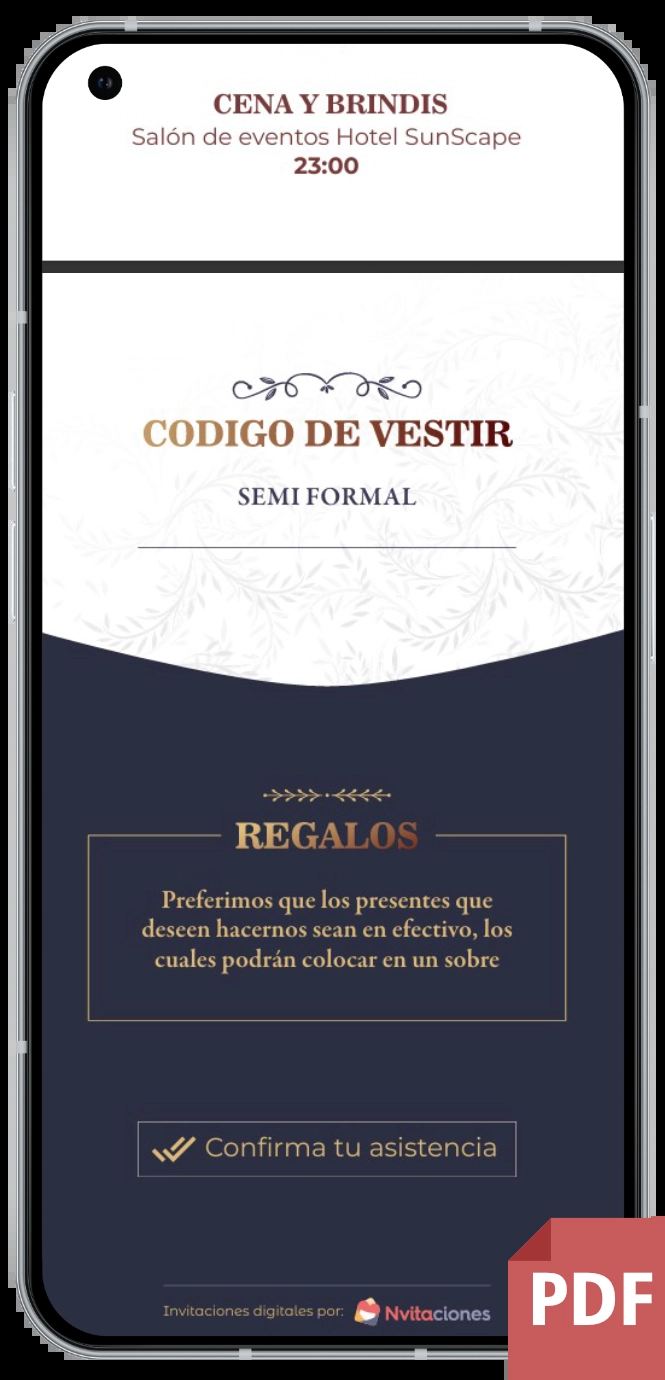 CENA Y BRINDIS
Salón de eventos Hotel SunScape
23:00
CODIGO DE VESTIR
SEMI FORMAL
REGALOS
Preferimos que los presentes que
deseen hacernos sean en efectivo, los
cuales podrán colocar en un sobre
Confirma tu asistencia
Invitaciones digitales por: Nvitaciones
PDF